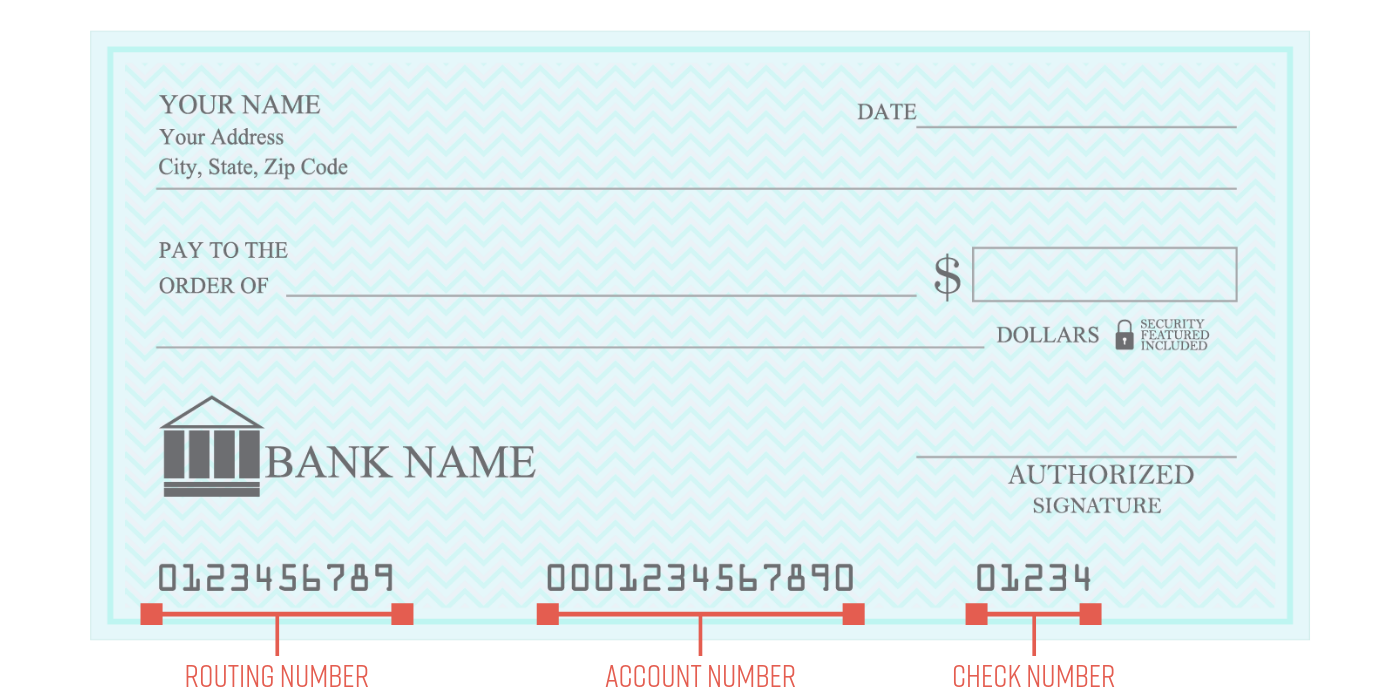 YOUR NAME
Your Address
City, State, Zip Code
DATE
PAY TO THE
ORDER OF
$
DOLLARS
SECURITY
FEATURED
INCLUDED
BANK NAME
AUTHORIZED
SIGNATURE
0123456789 0001234567890 01234
ROUTING NUMBER ACCOUNT NUMBER CHECK NUMBER